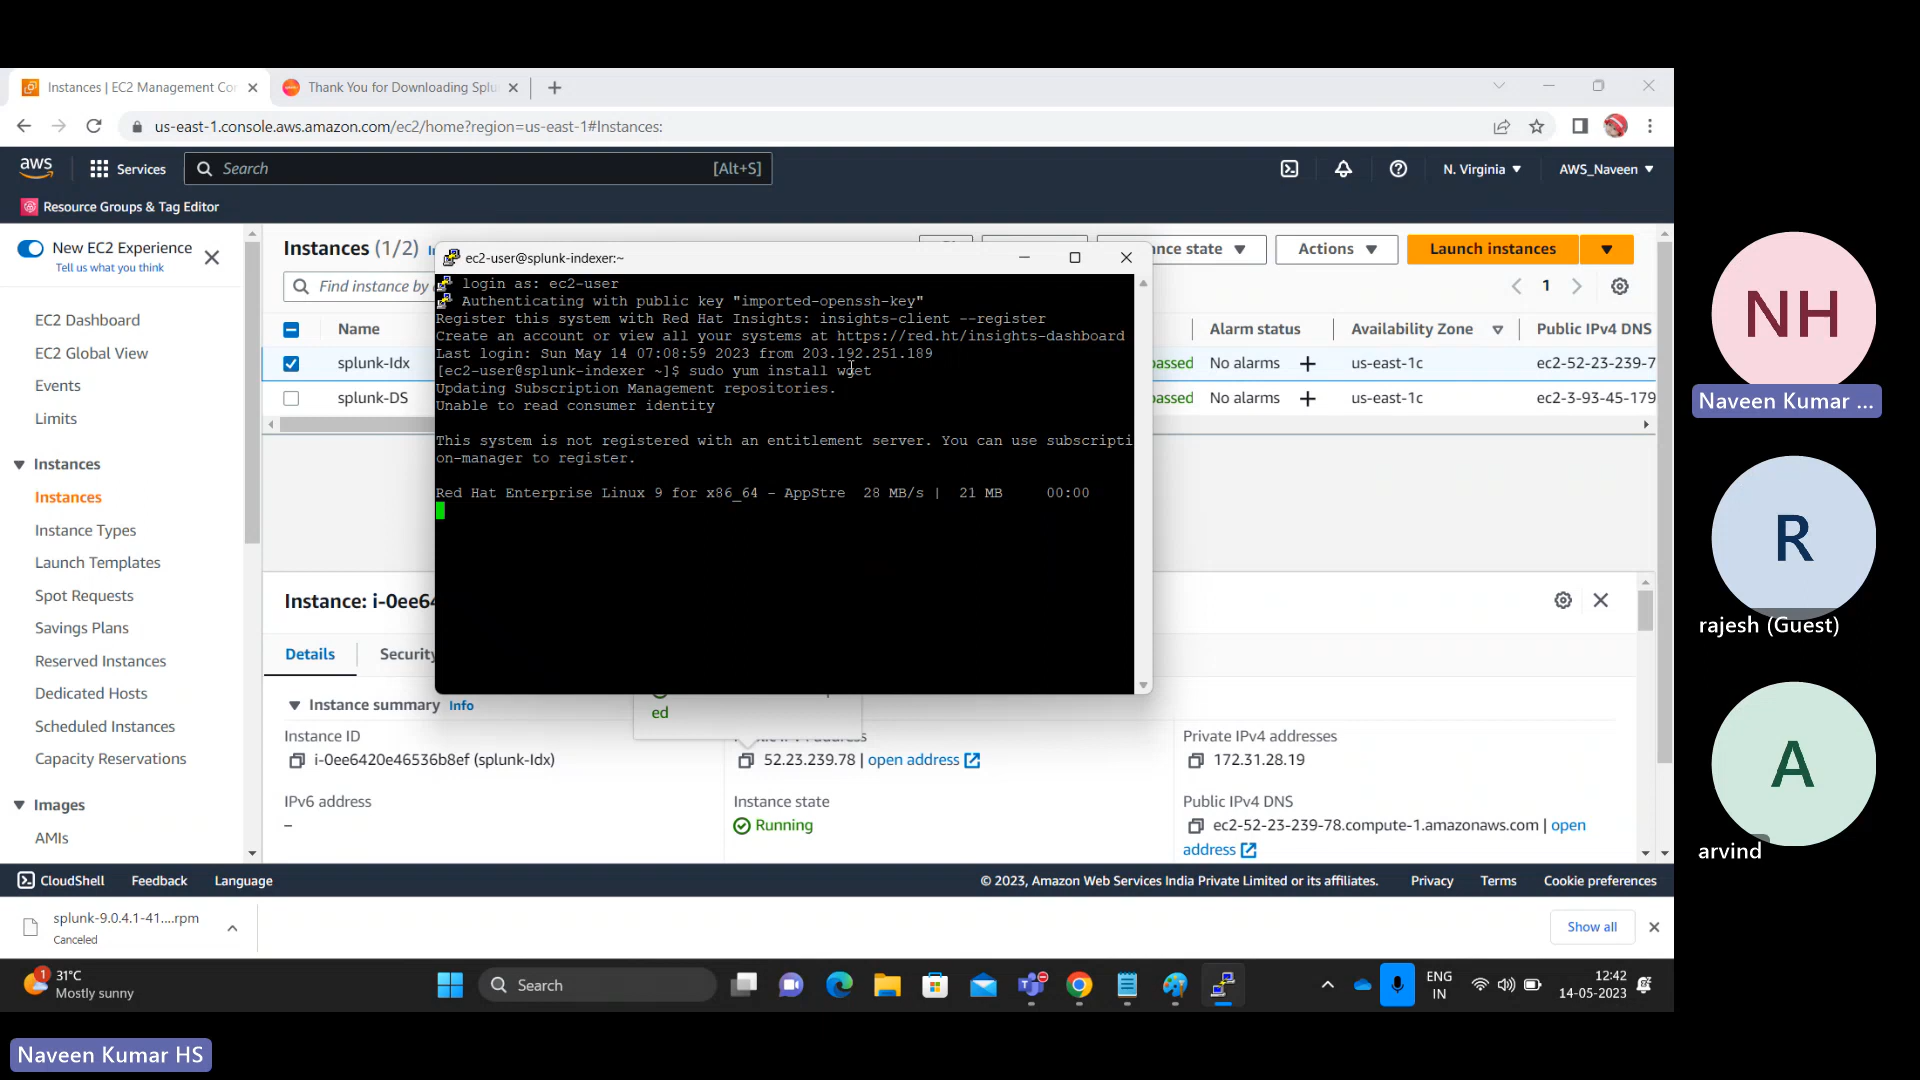 Instances | EC2 Management Con
Thank You for Downloading Splu
us-east-1.console.aws.amazon.com/ec2/home?region=us-east-1#Instances:
aws
Services
Search
[Alt+S]
N. Virginia
AWS_Naveen
Resource Groups & Tag Editor
New EC2 Experience
Tell us what you think
EC2 Dashboard
EC2 Global View
Events
Limits
Instances
Instances
Instance Types
Launch Templates
Spot Requests
Savings Plans
Reserved Instances
Dedicated Hosts
Scheduled Instances
Capacity Reservations
Images
AMIs
Instances (1/2)
nce state
Actions
Launch instances
Find instance by
1
Name
Alarm status
Availability Zone
Public IPv4 DNS
splunk-Idx
passed
No alarms
us-east-1c
ec2-52-23-239-7
splunk-DS
passed
No alarms
us-east-1c
ec2-3-93-45-179
ec2-user@splunk-indexer:~
login as: ec2-user
Authenticating with public key "imported-openssh-key"
Register this system with Red Hat Insights: insights-client --register
Create an account or view all your systems at https://red.ht/insights-dashboard
Last login: Sun May 14 07:08:59 2023 from 203.192.251.189
[ec2-user@splunk-indexer ~]$ sudo yum install wget
Updating Subscription Management repositories.
Unable to read consumer identity
This system is not registered with an entitlement server. You can use subscripti
on-manager to register.
Red Hat Enterprise Linux 9 for x86_64 - AppStre  28 MB/s |  21 MB     00:00
Instance: i-0ee64
Details
Security
Instance summary
Info
ed
Instance ID
i-0ee6420e46536b8ef (splunk-Idx)
52.23.239.78 | open address
Private IPv4 addresses
172.31.28.19
IPv6 address
–
Instance state
Running
Public IPv4 DNS
ec2-52-23-239-78.compute-1.amazonaws.com | open
address
CloudShell
Feedback
Language
© 2023, Amazon Web Services India Private Limited or its affiliates.
Privacy
Terms
Cookie preferences
splunk-9.0.4.1-41....rpm
Canceled
Show all
1
31°C
Mostly sunny
Search
ENG
IN
12:42
14-05-2023
NH
Naveen Kumar ...
R
rajesh (Guest)
A
arvind
Naveen Kumar HS